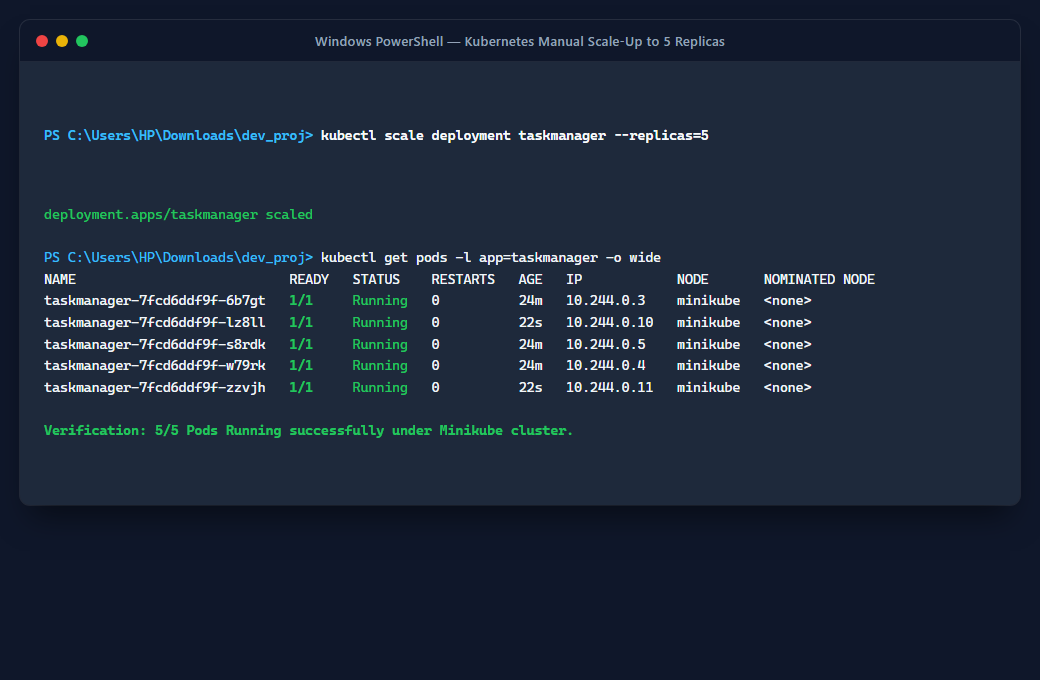 Windows PowerShell — Kubernetes Manual Scale-Up to 5 Replicas
PS C:\Users\HP\Downloads\dev_proj> kubectl scale deployment taskmanager --replicas=5
deployment.apps/taskmanager scaled
PS C:\Users\HP\Downloads\dev_proj> kubectl get pods -l app=taskmanager -o wide
NAME                           READY   STATUS    RESTARTS   AGE   IP            NODE       NOMINATED NODE
taskmanager-7fcd6ddf9f-6b7gt   1/1     Running   0          24m   10.244.0.3    minikube   <none>
taskmanager-7fcd6ddf9f-lz8ll   1/1     Running   0          22s   10.244.0.10   minikube   <none>
taskmanager-7fcd6ddf9f-s8rdk   1/1     Running   0          24m   10.244.0.5    minikube   <none>
taskmanager-7fcd6ddf9f-w79rk   1/1     Running   0          24m   10.244.0.4    minikube   <none>
taskmanager-7fcd6ddf9f-zzvjh   1/1     Running   0          22s   10.244.0.11   minikube   <none>
Verification: 5/5 Pods Running successfully under Minikube cluster.